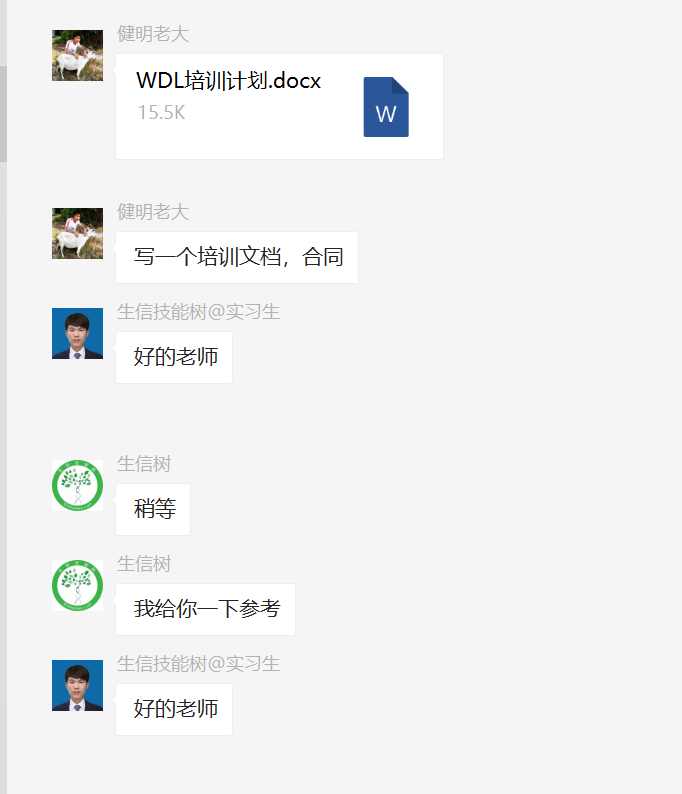 健明老大
WDL培训计划.docx
15.5K
W
健明老大
写一个培训文档，合同
生信技能树@实习生
好的老师
生信树
稍等
生信树
我给你一下参考
生信技能树@实习生
好的老师